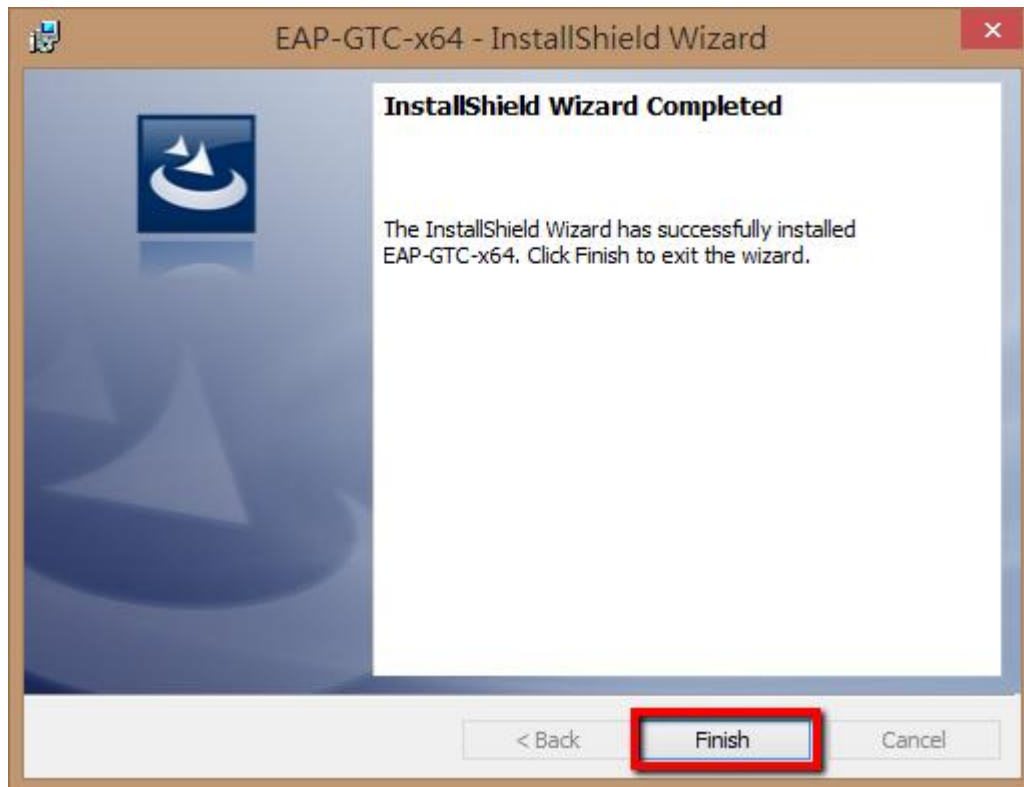 EAP-GTC-x64 - InstallShield Wizard
InstallShield Wizard Completed
The InstallShield Wizard has successfully installed
EAP-GTC-x64. Click Finish to exit the wizard.
< Back
Finish
Cancel